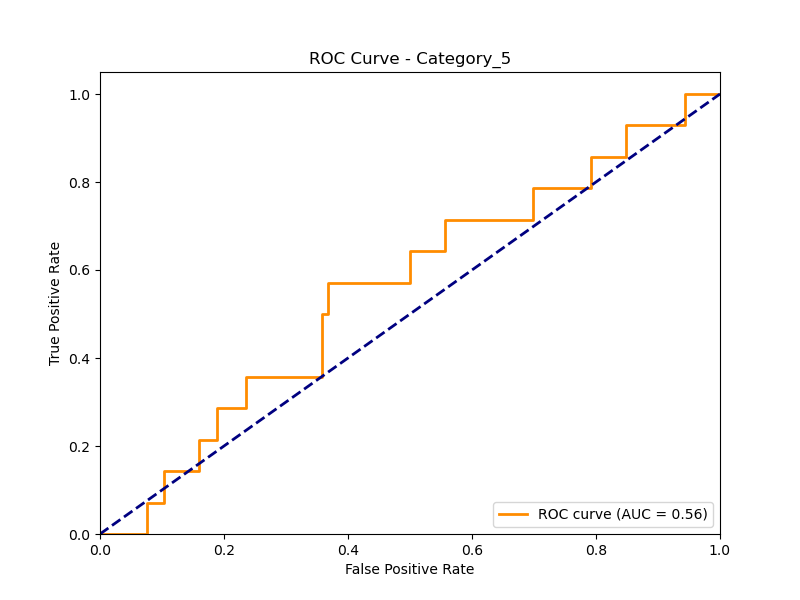 ROC Curve - Category_5
True Positive Rate
1.0
0.8
0.6
0.4
0.2
0.0
0.0 0.2 0.4 0.6 0.8 1.0
False Positive Rate
ROC curve (AUC = 0.56)